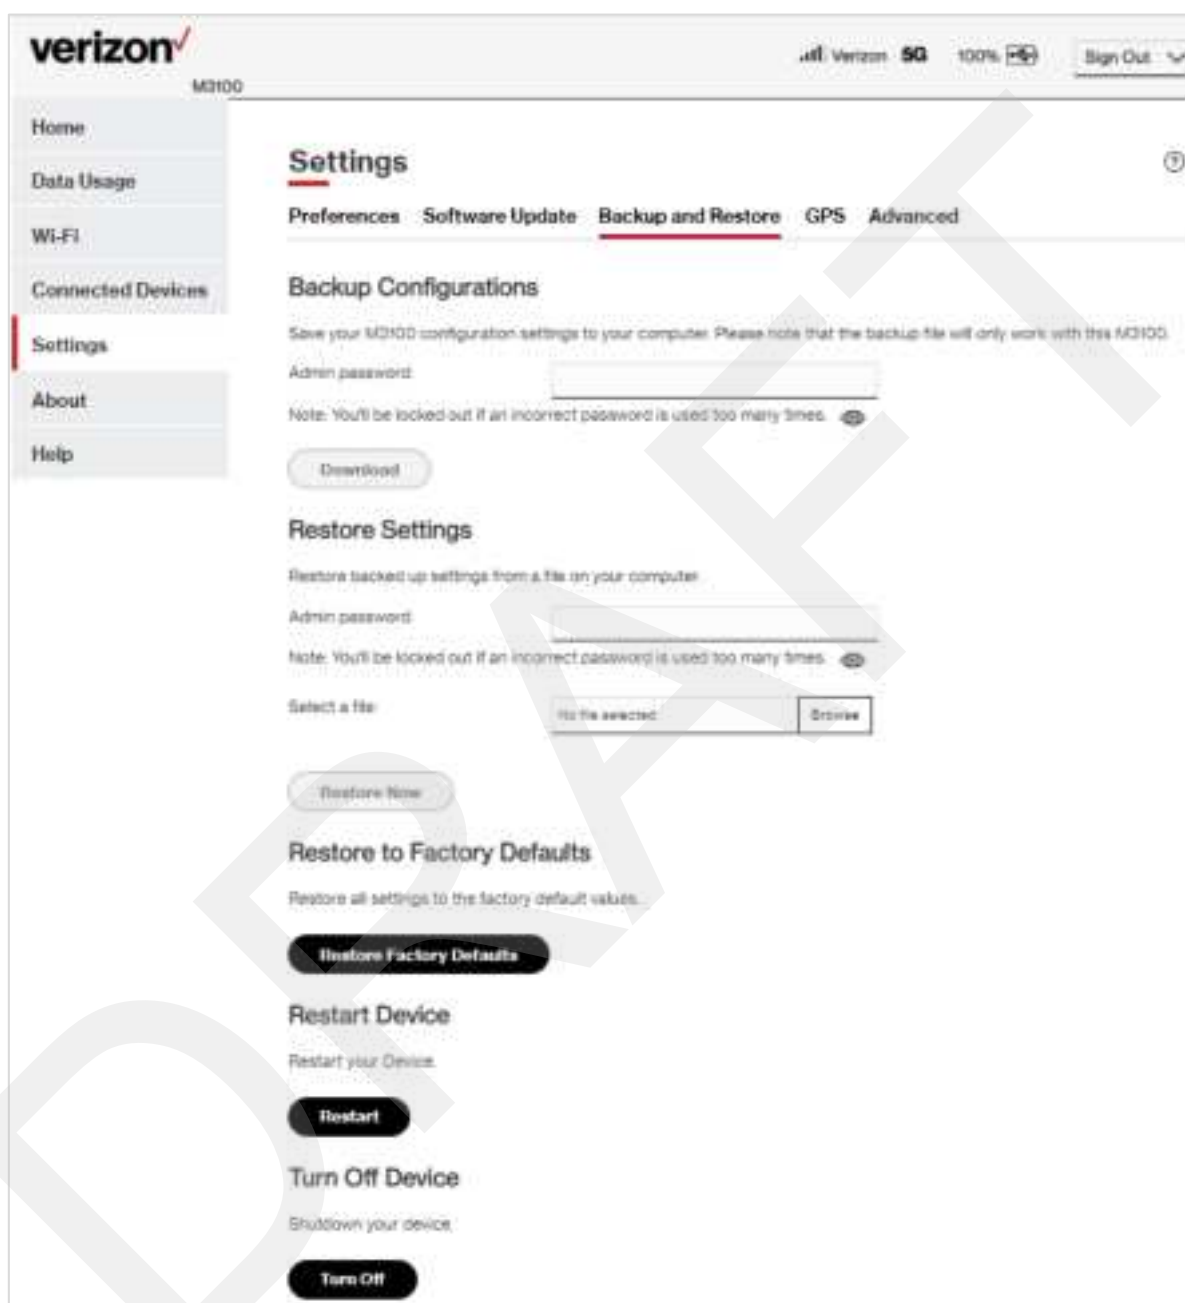 verizon
Verizon 5G 100% Sign Out
M3100
Home
Data Usage
Wi-Fi
Connected Devices
Settings
About
Help
Settings
Preferences Software Update Backup and Restore GPS Advanced
Backup Configurations
Save your M3100 configuration settings to your computer. Please note that the backup file will only work with this M3100.
Admin password:
Note: You'll be locked out if an incorrect password is used too many times.
Download
Restore Settings
Restore backed up settings from a file on your computer.
Admin password:
Note: You'll be locked out if an incorrect password is used too many times.
Select a file:
No file selected. Browse
Restore Now
Restore to Factory Defaults
Restore all settings to the factory default values.
Restore Factory Defaults
Restart Device
Restart your Device.
Restart
Turn Off Device
Shutdown your device.
Turn Off
DRAFT